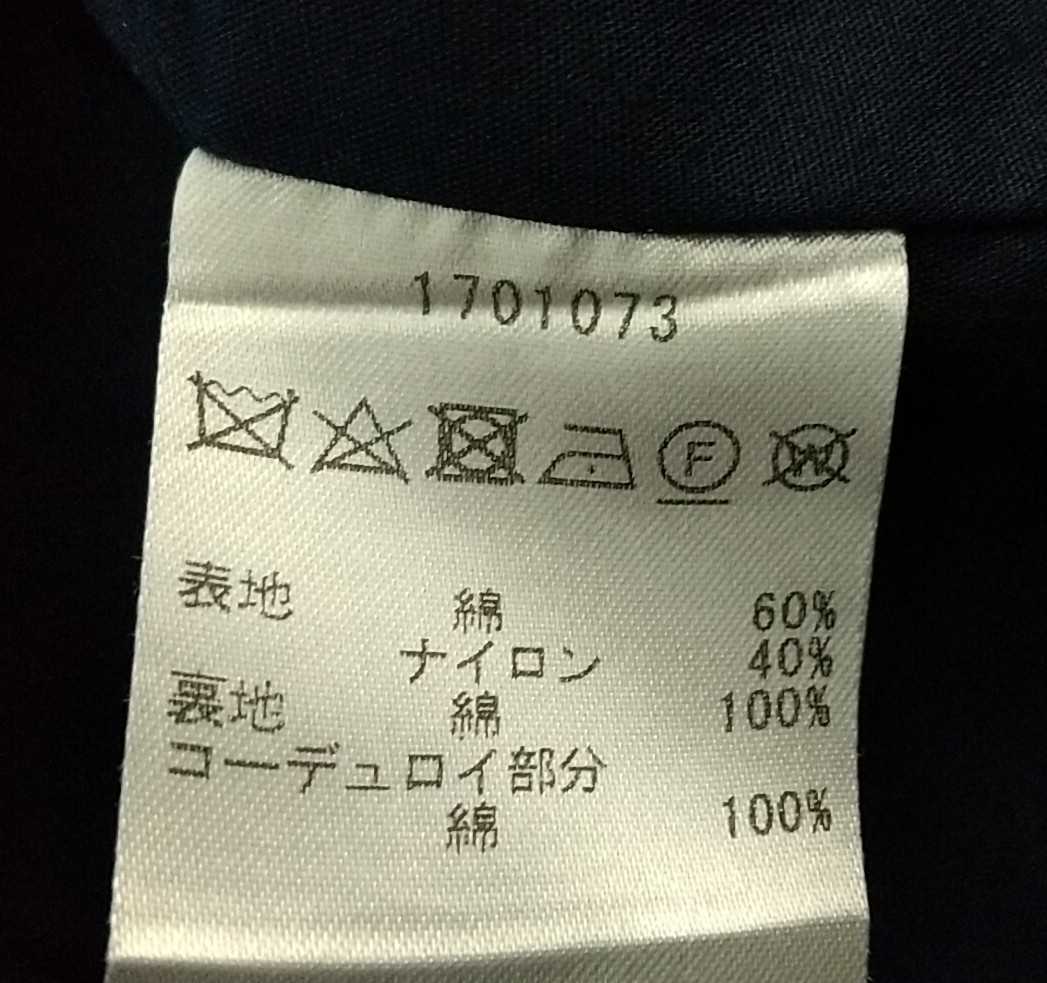 1701073
F W
表地 綿 60%
ナイロン 40%
裏地 綿 100%
コーデュロイ部分
綿 100%